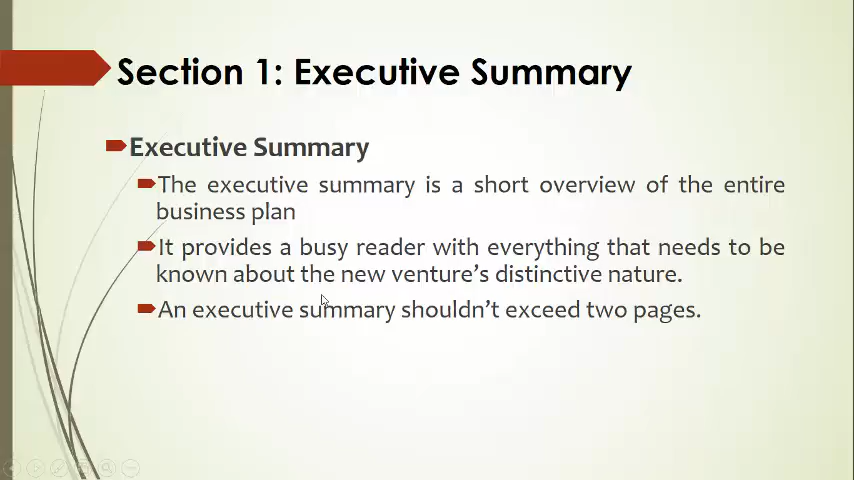 Section 1: Executive Summary
Executive Summary
The executive summary is a short overview of the entire
business plan
It provides a busy reader with everything that needs to be
known about the new venture’s distinctive nature.
An executive summary shouldn’t exceed two pages.